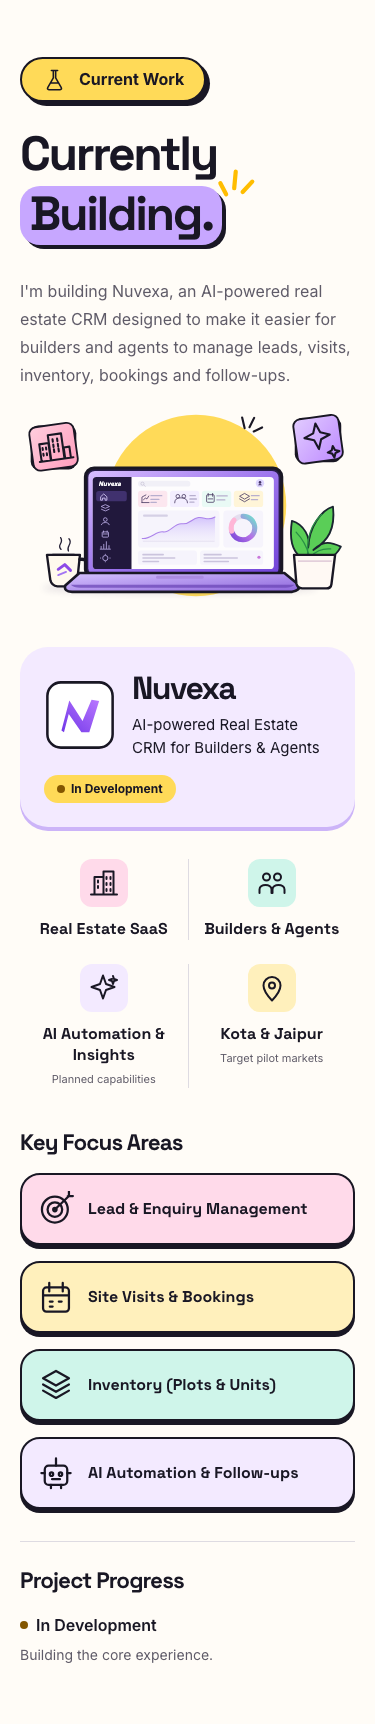 Current Work
Currently
Building.
I'm building Nuvexa, an AI-powered real
estate CRM designed to make it easier for
builders and agents to manage leads, visits,
inventory, bookings and follow-ups.
Nuvexa
Nuvexa
AI-powered Real Estate
CRM for Builders & Agents
In Development
Real Estate SaaS
Builders & Agents
AI Automation &
Insights
Planned capabilities
Kota & Jaipur
Target pilot markets
Key Focus Areas
Lead & Enquiry Management
Site Visits & Bookings
Inventory (Plots & Units)
AI Automation & Follow-ups
Project Progress
In Development
Building the core experience.